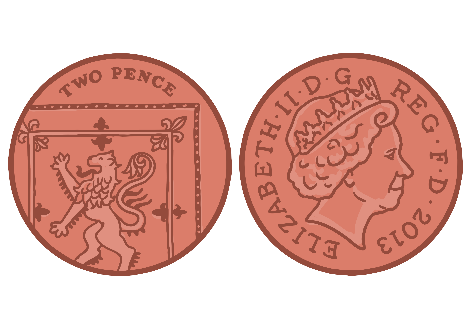 TWO PENCE
ELIZABETH·II·D·G REG·F·D·2013